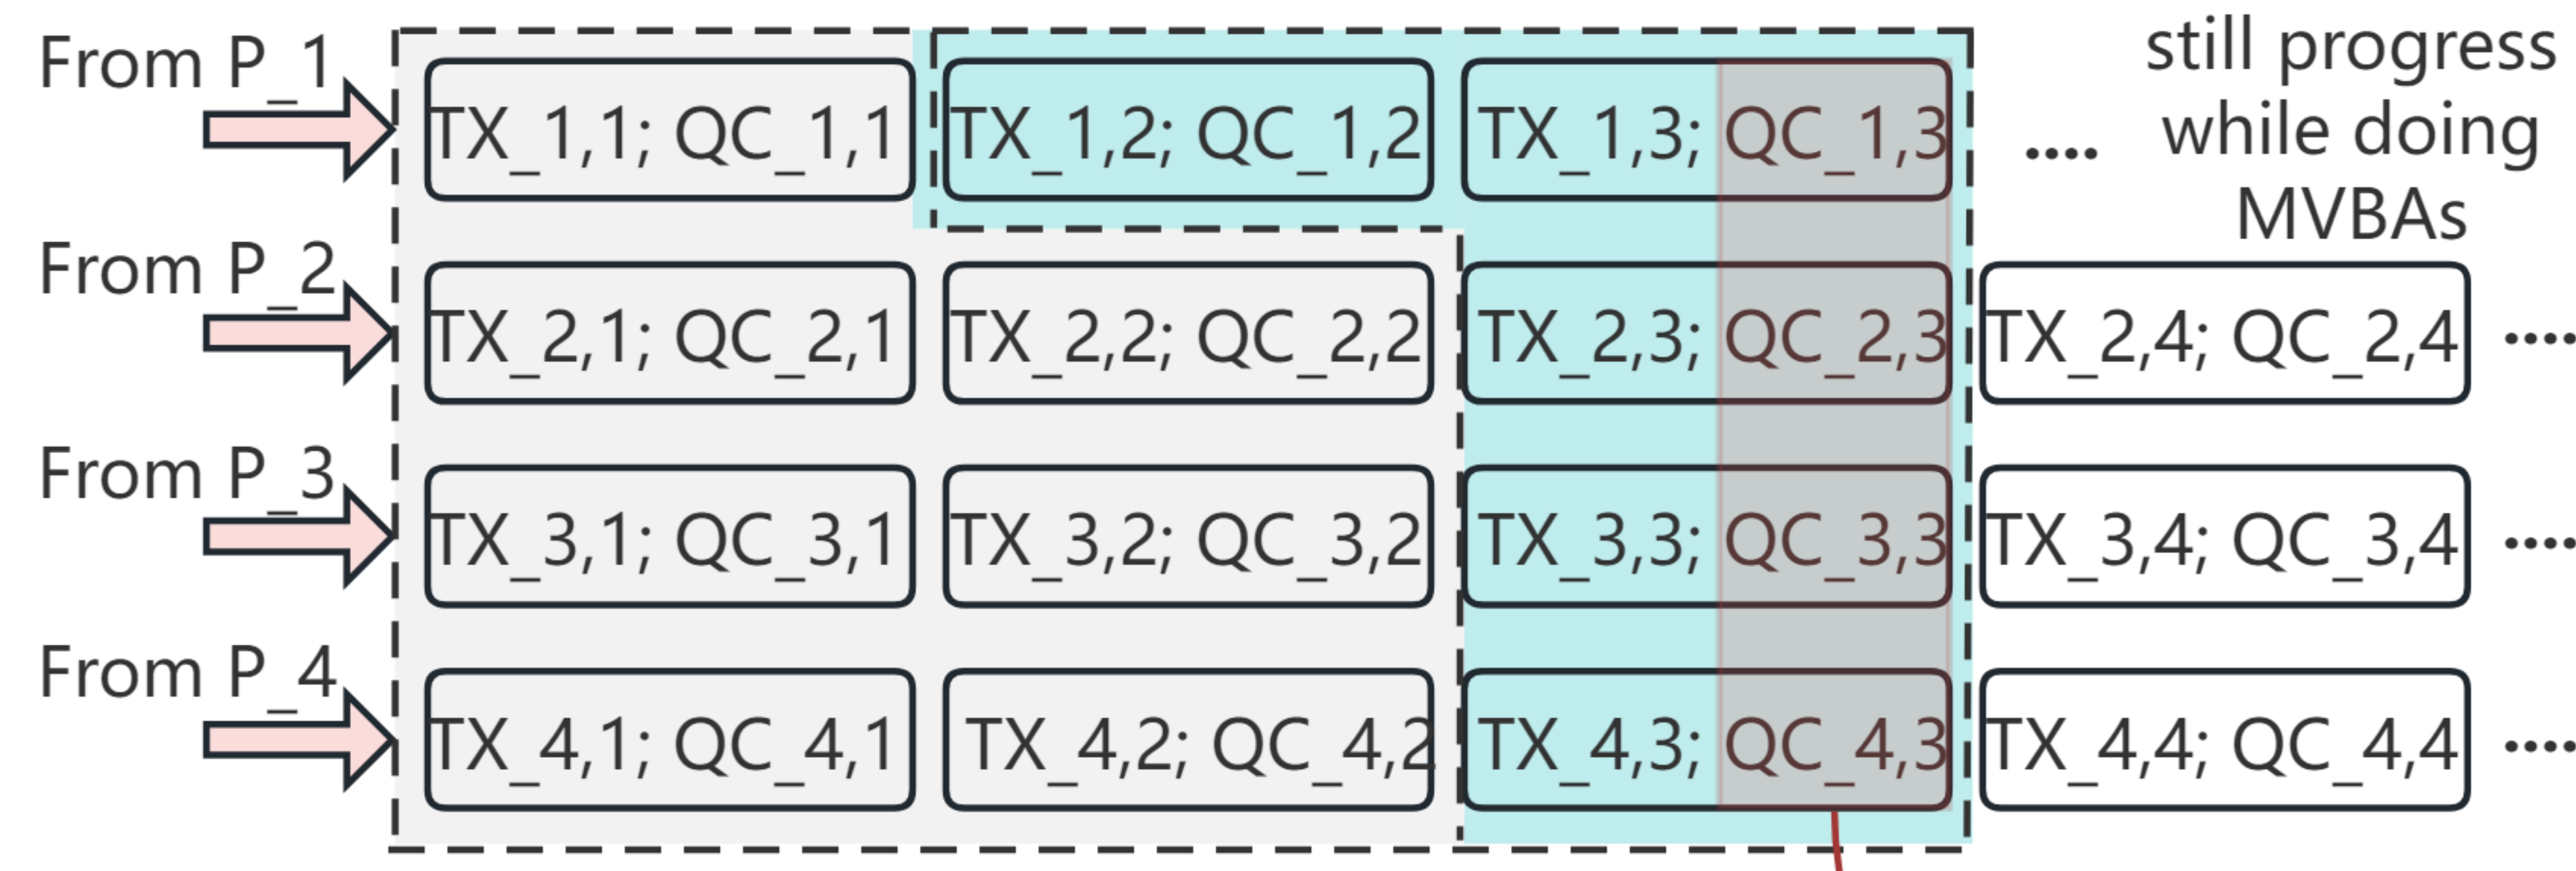 From P_1
TX_1,1; QC_1,1
TX_1,2; QC_1,2
TX_1,3; QC_1,3
....
still progress
while doing
MVBAs
From P_2
TX_2,1; QC_2,1
TX_2,2; QC_2,2
TX_2,3; QC_2,3
TX_2,4; QC_2,4
....
From P_3
TX_3,1; QC_3,1
TX_3,2; QC_3,2
TX_3,3; QC_3,3
TX_3,4; QC_3,4
....
From P_4
TX_4,1; QC_4,1
TX_4,2; QC_4,2
TX_4,3; QC_4,3
TX_4,4; QC_4,4
....